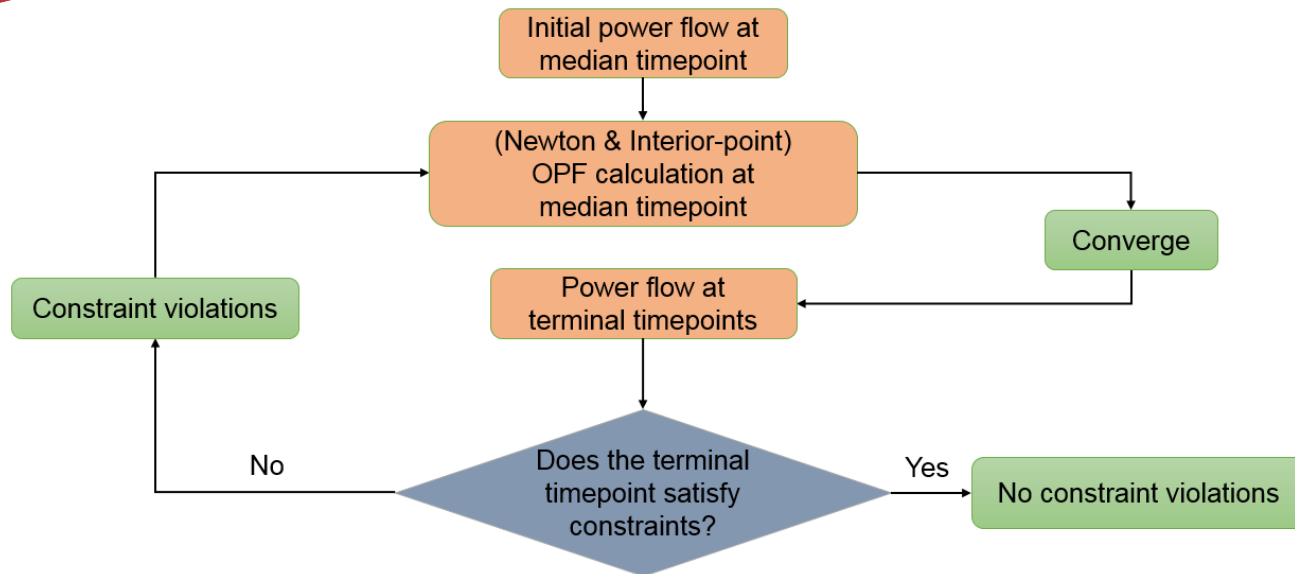 Initial power flow at
median timepoint
(Newton & Interior-point)
OPF calculation at
median timepoint
Converge
Power flow at
terminal timepoints
Constraint violations
Does the terminal
timepoint satisfy
constraints?
No
Yes
No constraint violations